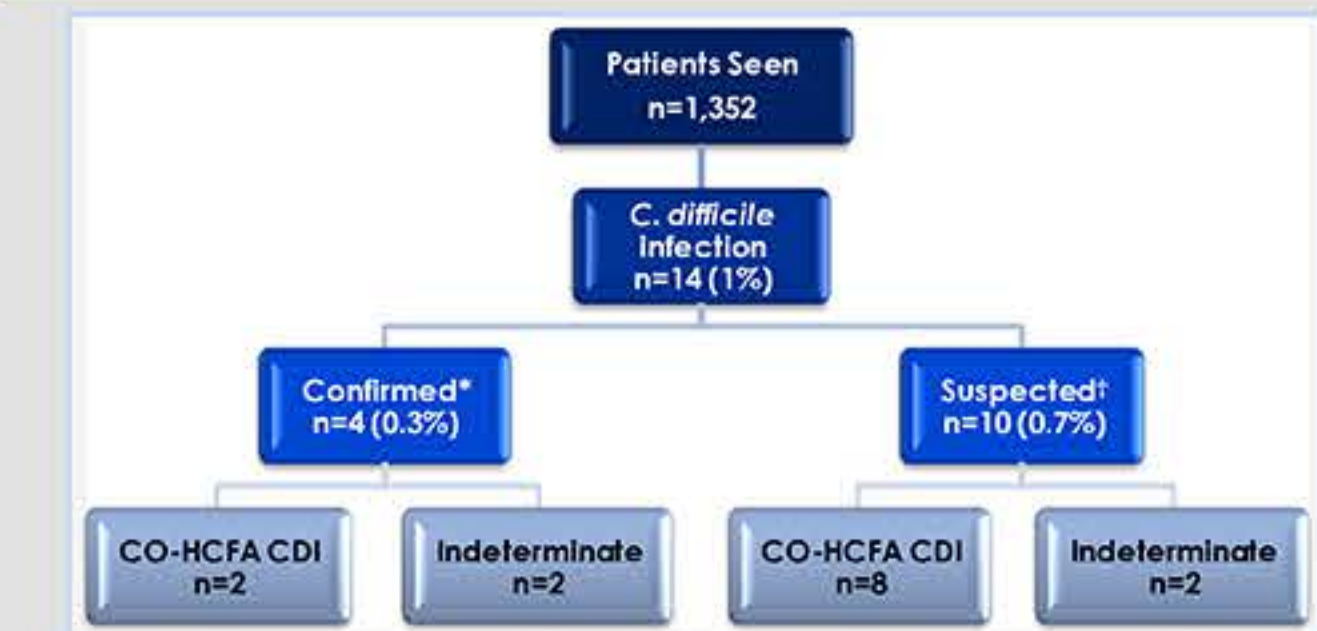 Patients Seen
n=1,352
C. difficile
Infection
n=14 (1%)
Confirmed*
n=4 (0.3%)
Suspected†
n=10 (0.7%)
CO-HCFA CDI
n=2
Indeterminate
n=2
CO-HCFA CDI
n=8
Indeterminate
n=2